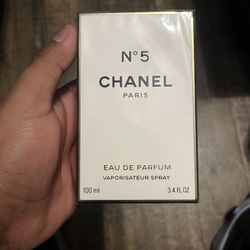 N°5
CHANEL
PARIS
EAU DE PARFUM
VAPORISATEUR SPRAY
100 ml 3.4 FL.OZ.